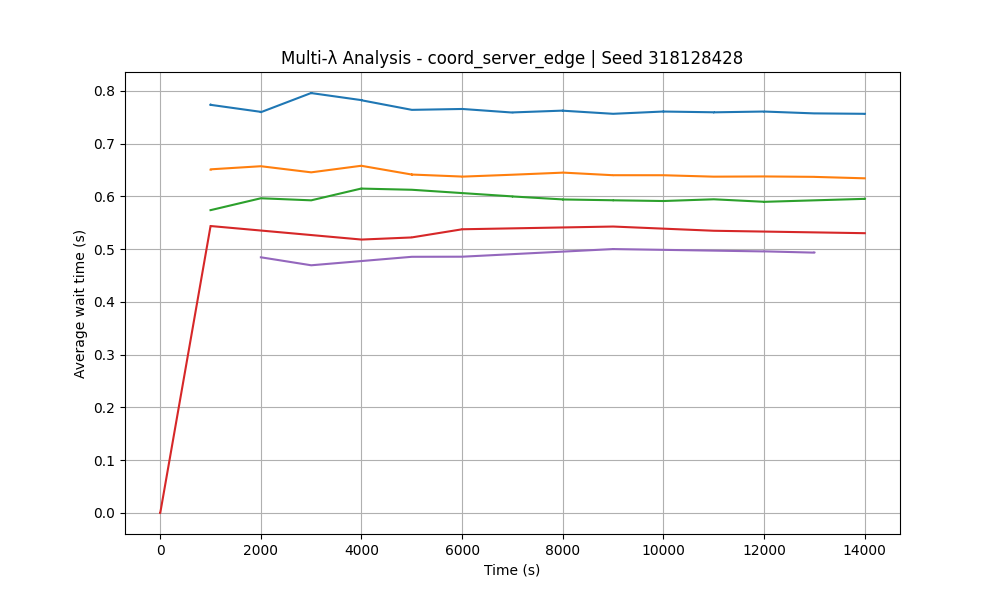 Multi-λ Analysis - coord_server_edge | Seed 318128428
Average wait time (s)
0.8
0.7
0.6
0.5
0.4
0.3
0.2
0.1
0.0
0 2000 4000 6000 8000 10000 12000 14000
Time (s)